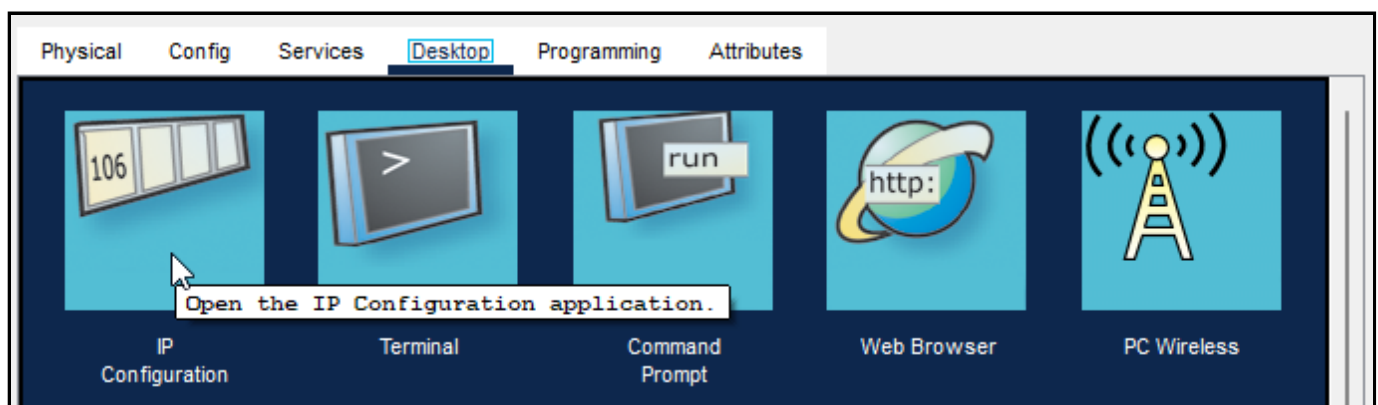 Physical Config Services Desktop Programming Attributes
106
>
run
http:
Open the IP Configuration application.
IP
Configuration
Terminal
Command
Prompt
Web Browser
PC Wireless